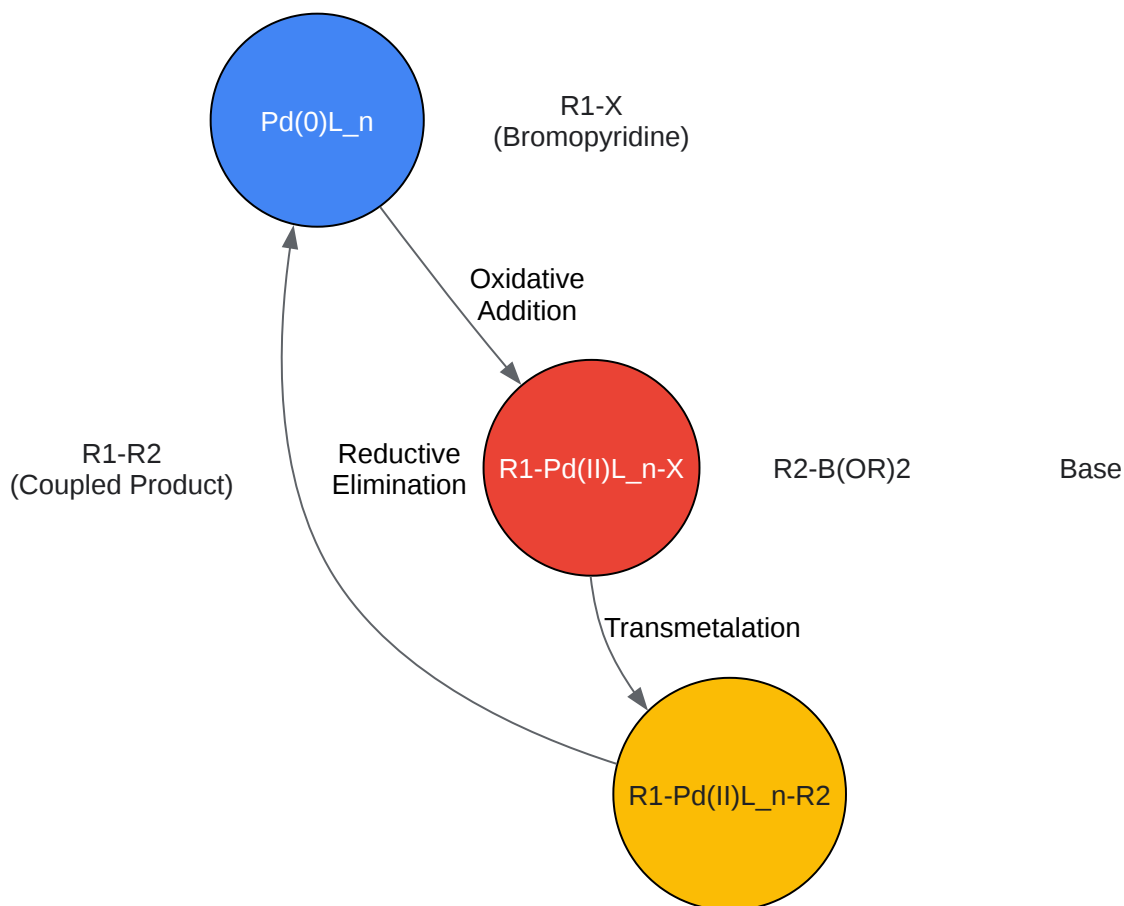 Pd(0)L_n
R1-X
(Bromopyridine)
Oxidative
Addition
R1-R2
(Coupled Product)
Reductive
Elimination
R1-Pd(II)L_n-X
R2-B(OR)2
Base
Transmetalation
R1-Pd(II)L_n-R2